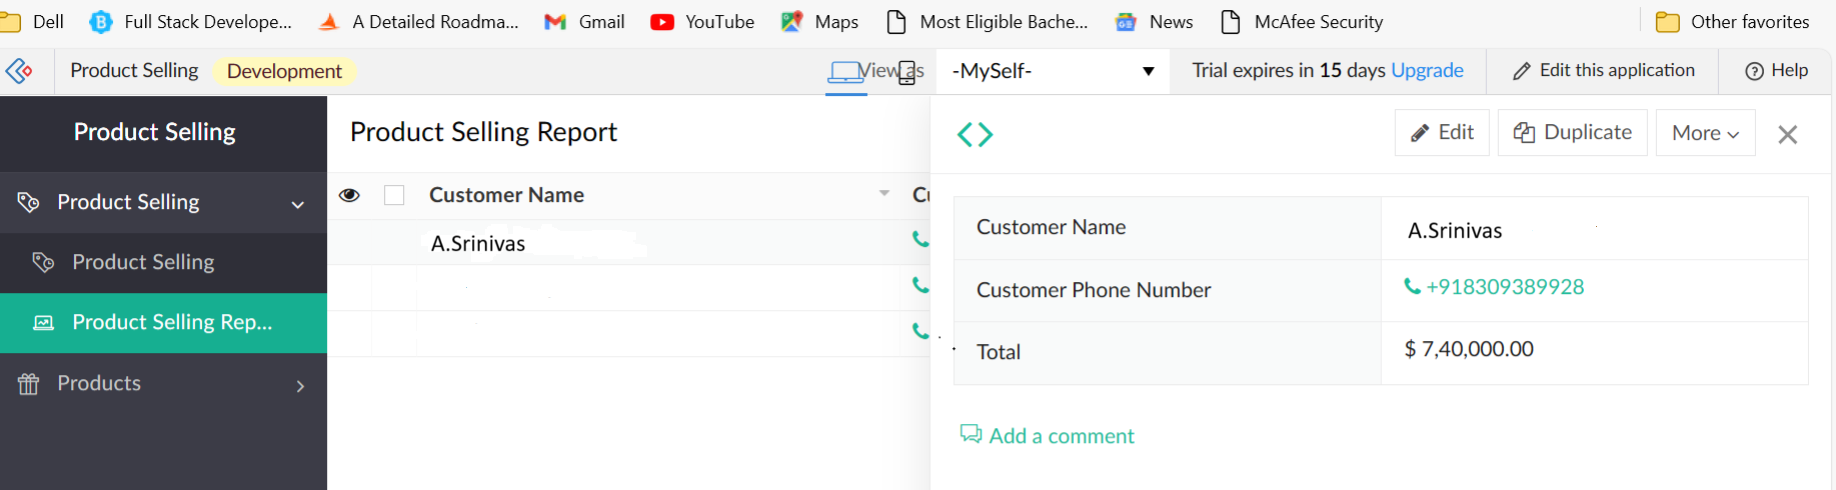 Dell Full Stack Develope... A Detailed Roadma... Gmail YouTube Maps Most Eligible Bache... News McAfee Security Other favorites
Product Selling Development View as -MySelf- Trial expires in 15 days Upgrade Edit this application Help
Product Selling
Product Selling
Product Selling
Product Selling Rep...
Products
Product Selling Report
Customer Name
A.Srinivas
Edit Duplicate More
Customer Name A.Srinivas
Customer Phone Number +918309389928
Total $ 7,40,000.00
Add a comment